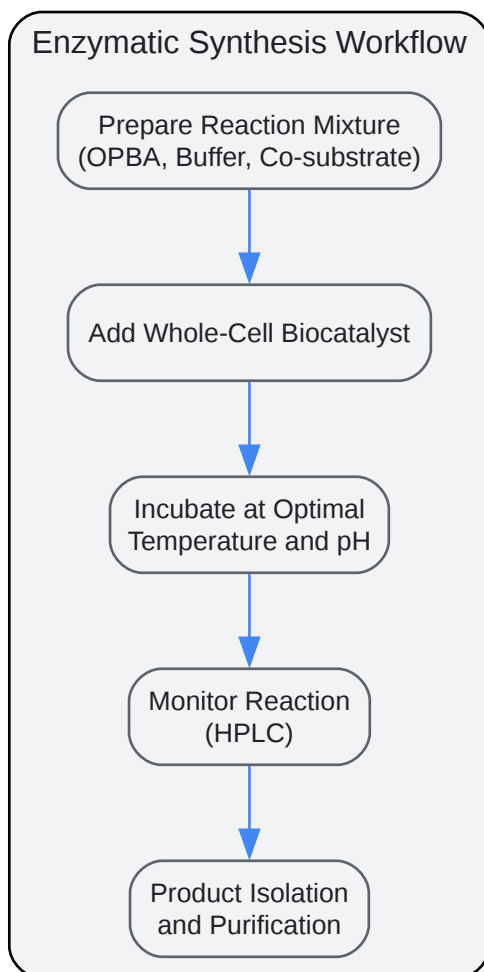 Enzymatic Synthesis Workflow
Prepare Reaction Mixture
(OPBA, Buffer, Co-substrate)
Add Whole-Cell Biocatalyst
Incubate at Optimal
Temperature and pH
Monitor Reaction
(HPLC)
Product Isolation
and Purification